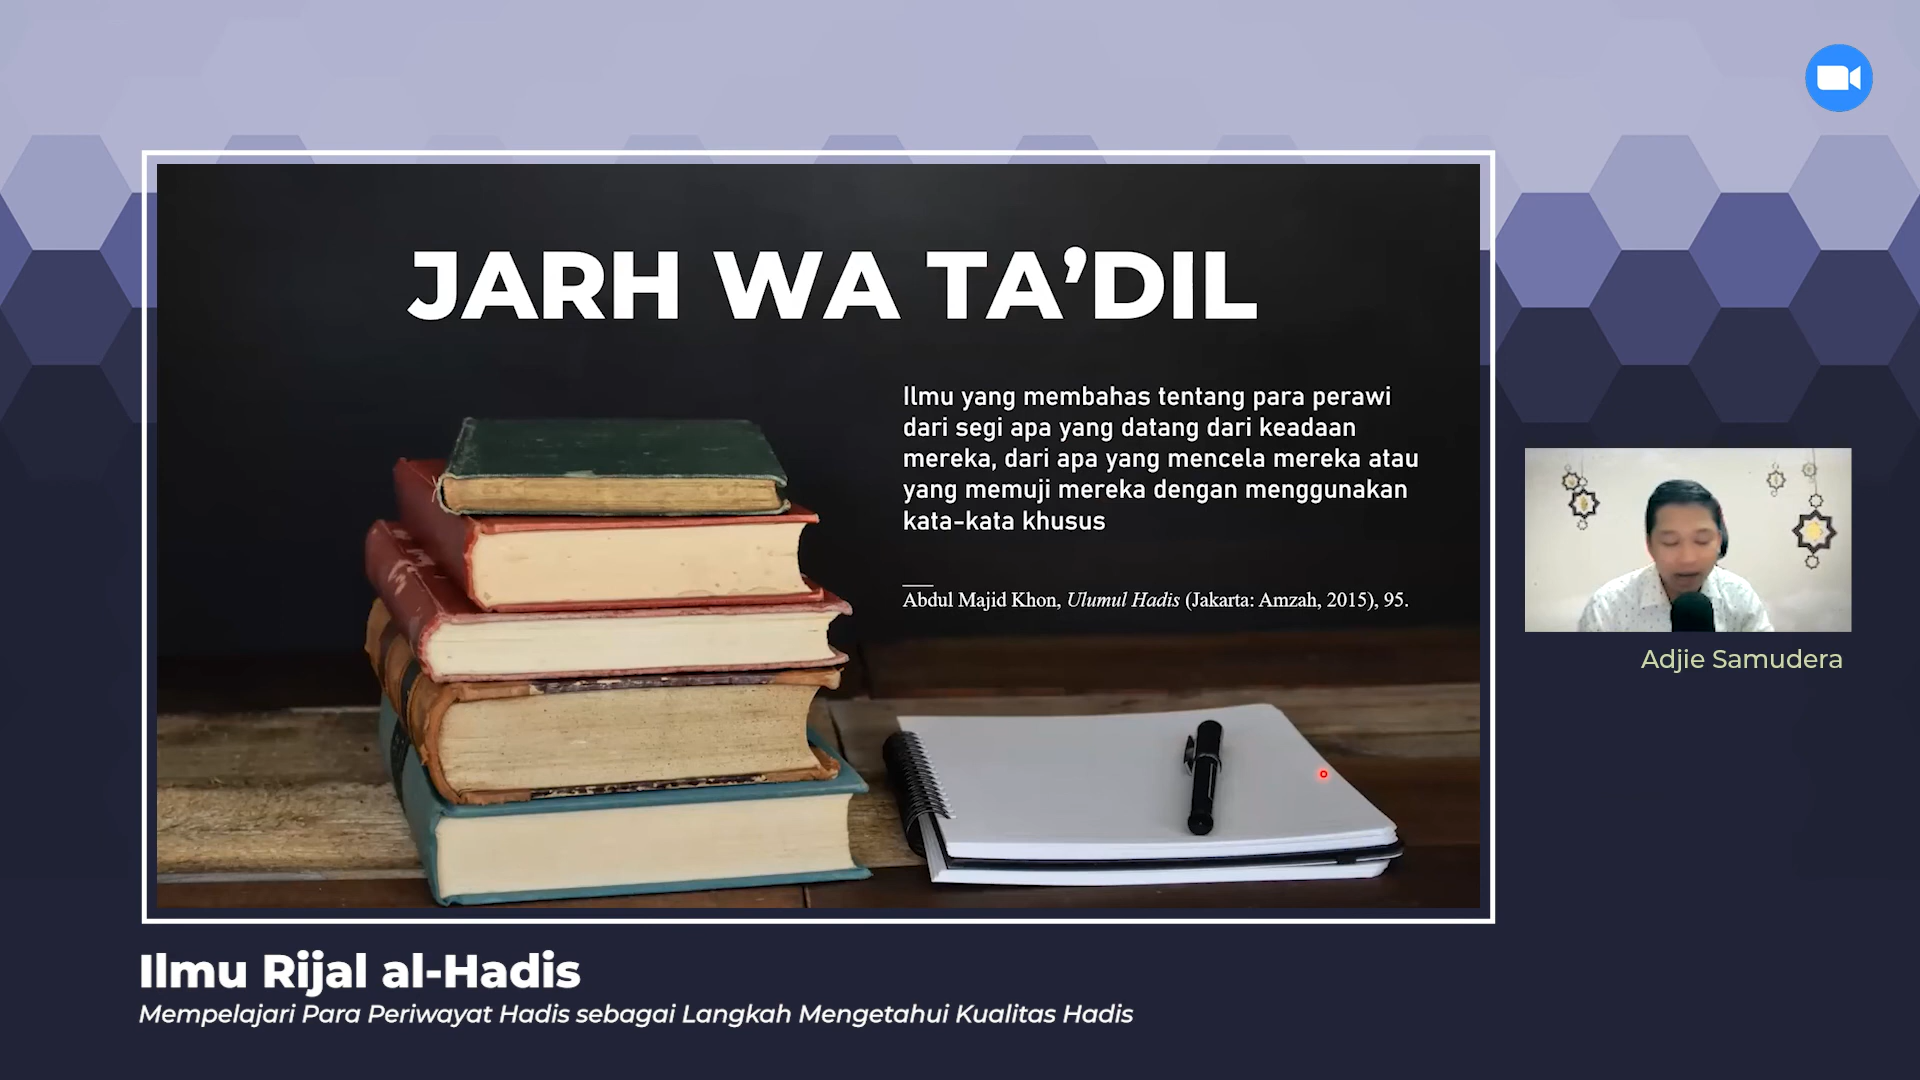 JARH WA TA’DIL
Ilmu yang membahas tentang para perawi
dari segi apa yang datang dari keadaan
mereka, dari apa yang mencela mereka atau
yang memuji mereka dengan menggunakan
kata-kata khusus
Abdul Majid Khon, Ulumul Hadis (Jakarta: Amzah, 2015), 95.
Adjie Samudera
Ilmu Rijal al-Hadis
Mempelajari Para Periwayat Hadis sebagai Langkah Mengetahui Kualitas Hadis